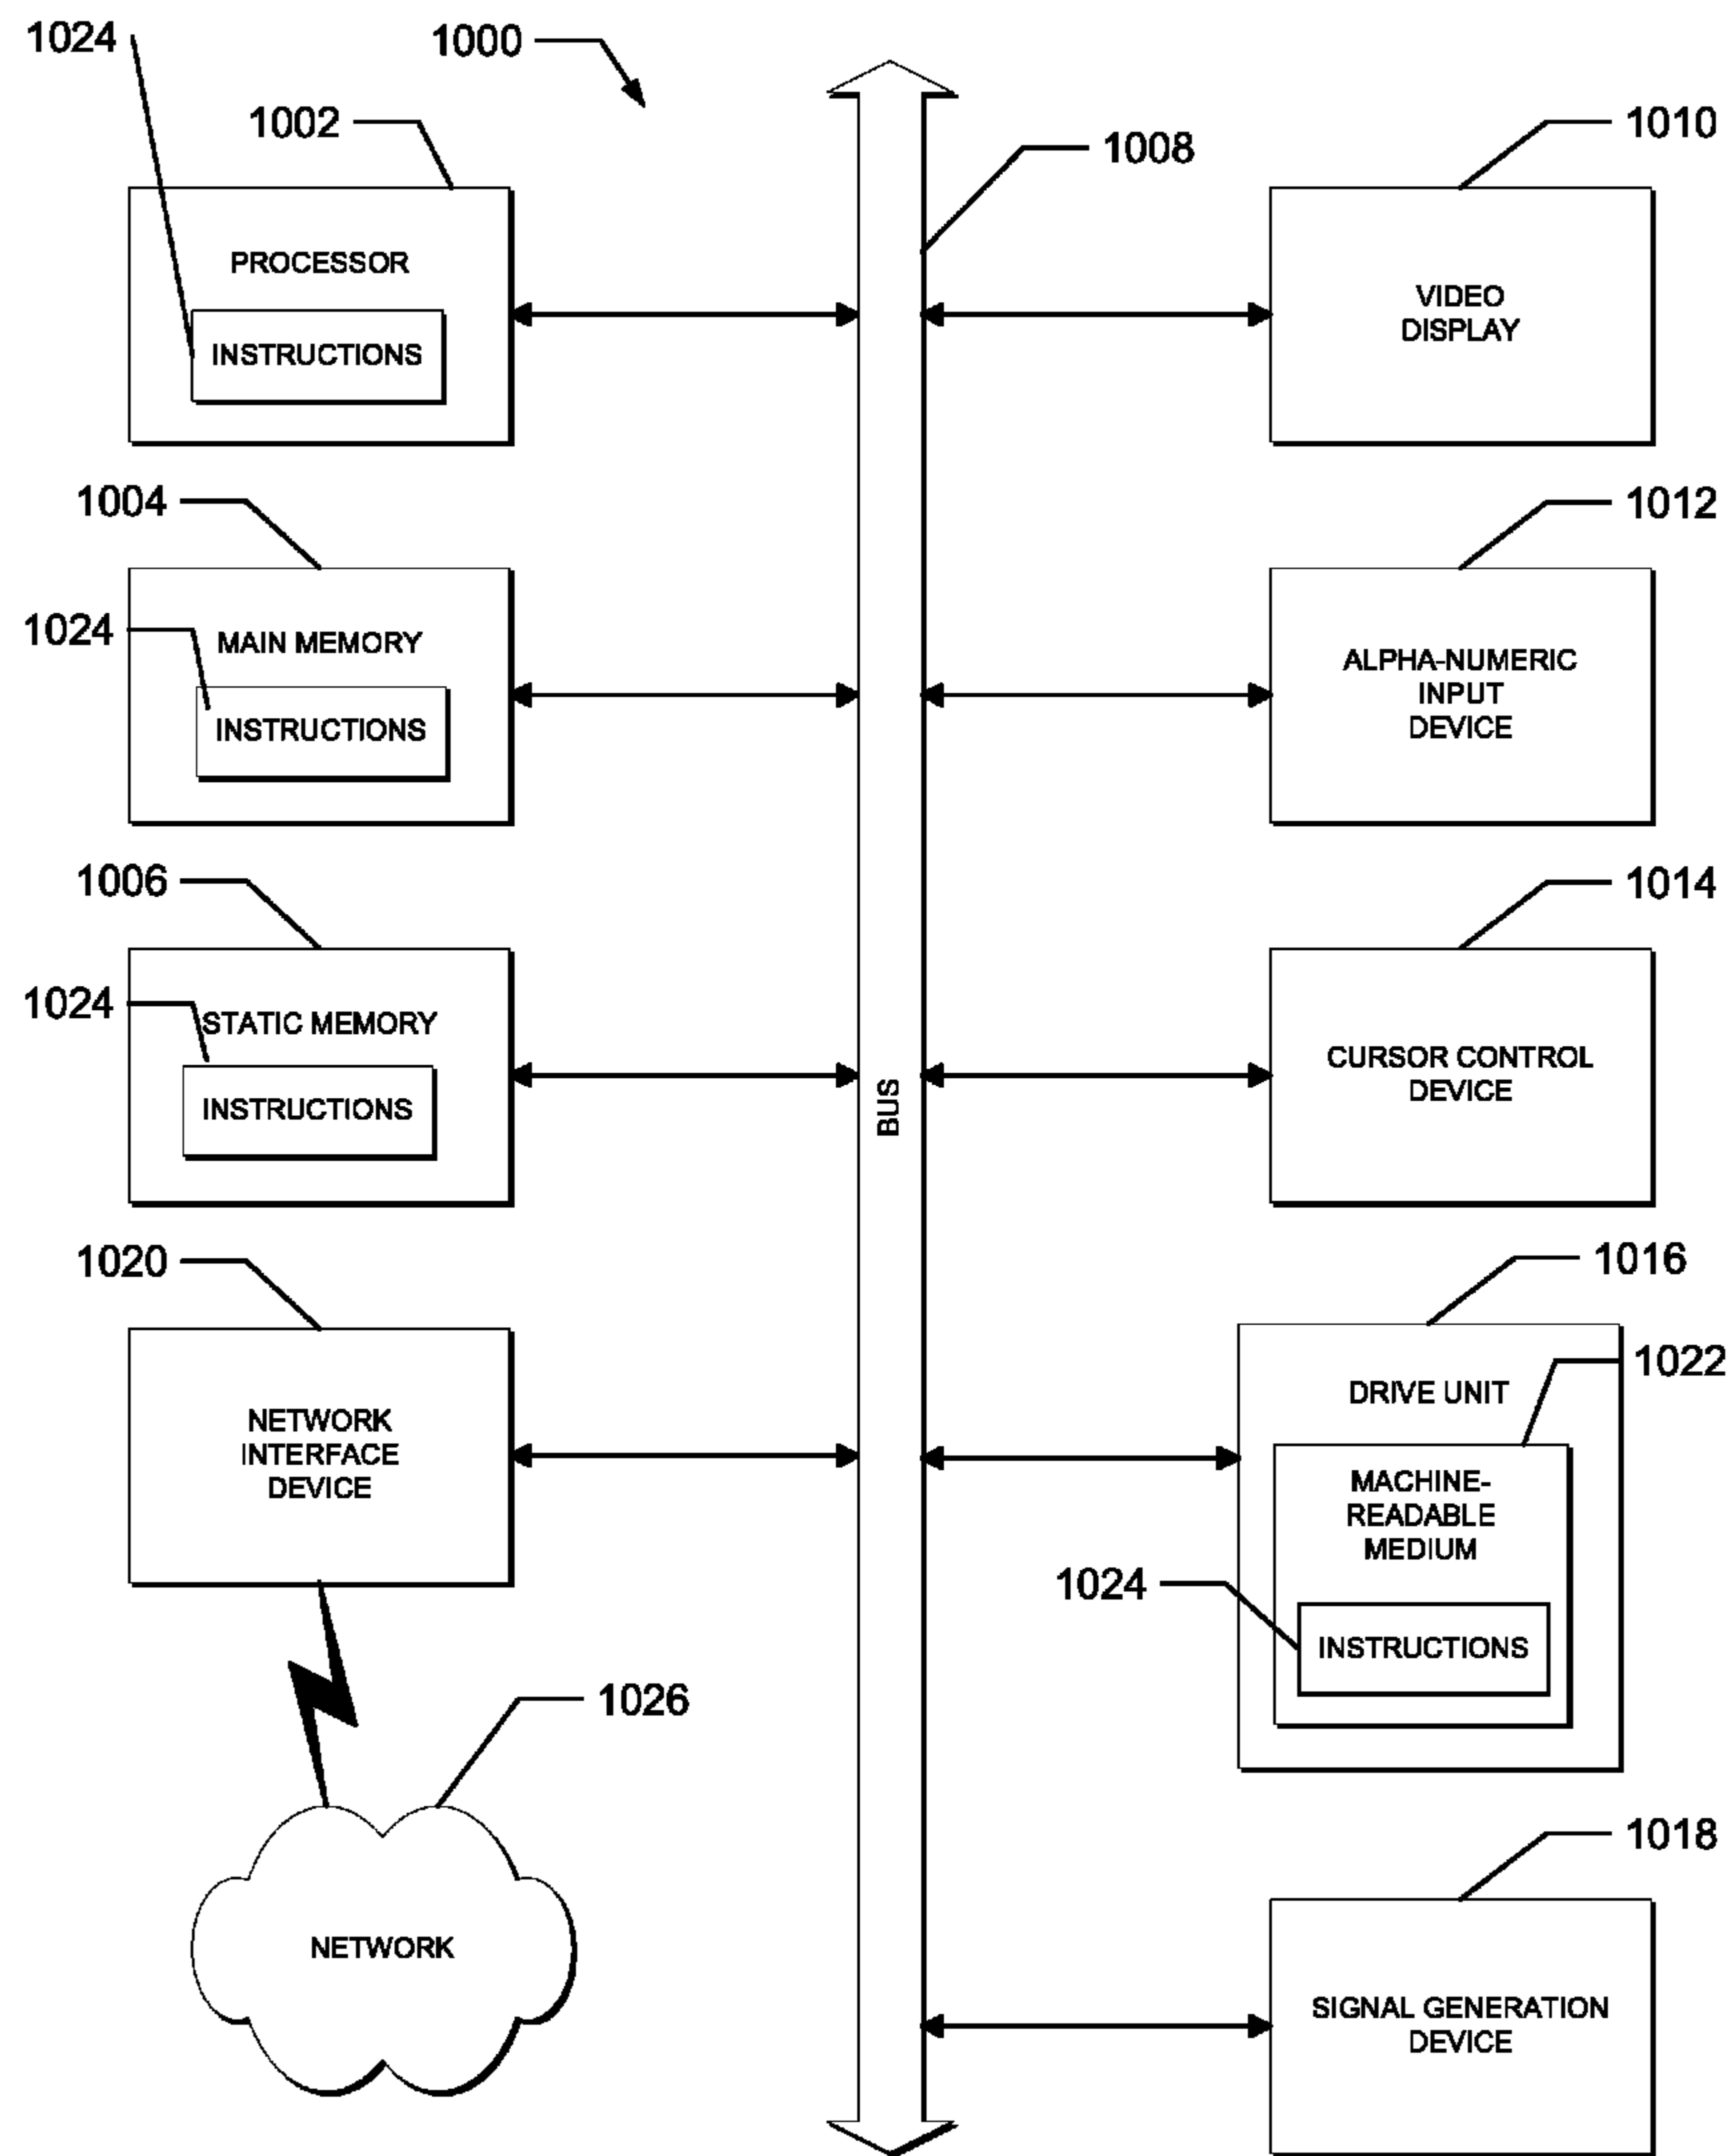 1024
1000
1002
1008
1010
PROCESSOR
INSTRUCTIONS
VIDEO
DISPLAY
1004
1012
1024
MAIN MEMORY
INSTRUCTIONS
ALPHA-NUMERIC
INPUT
DEVICE
1006
1014
1024
STATIC MEMORY
INSTRUCTIONS
CURSOR CONTROL
DEVICE
BUS
1020
1016
NETWORK
INTERFACE
DEVICE
1022
DRIVE UNIT
MACHINE-
READABLE
MEDIUM
1024
INSTRUCTIONS
1026
NETWORK
1018
SIGNAL GENERATION
DEVICE